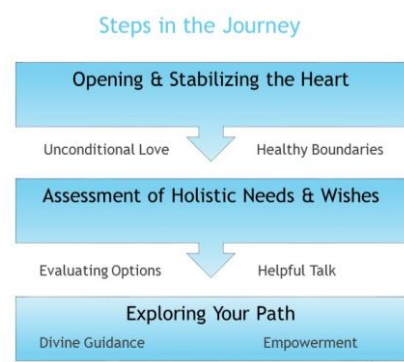 Steps in the Journey
Opening & Stabilizing the Heart
Unconditional Love Healthy Boundaries
Assessment of Holistic Needs & Wishes
Evaluating Options Helpful Talk
Exploring Your Path
Divine Guidance Empowerment